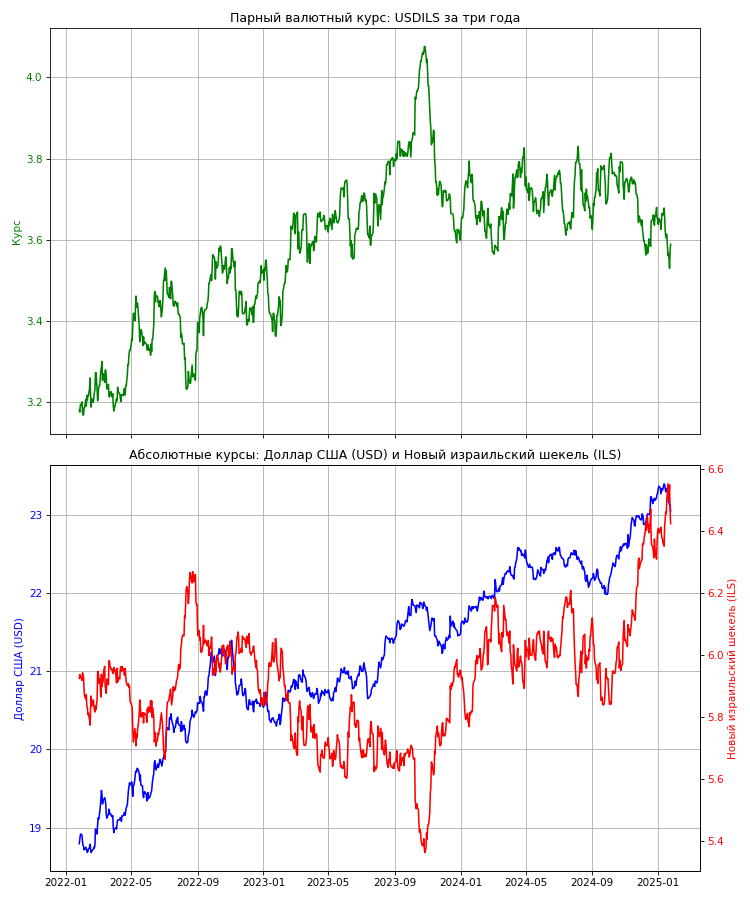 Парный валютный курс: USDILS за три года
Курс
4.0
3.8
3.6
3.4
3.2
Абсолютные курсы: Доллар США (USD) и Новый израильский шекель (ILS)
Доллар США (USD)
23
22
21
20
19
6.6
6.4
6.2
6.0
5.8
5.6
5.4
Новый израильский шекель (ILS)
2022-01 2022-05 2022-09 2023-01 2023-05 2023-09 2024-01 2024-05 2024-09 2025-01